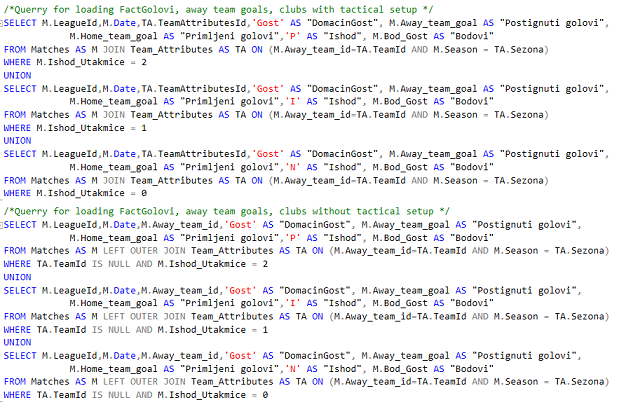 /*Querry for loading FactGolovi, away team goals, clubs with tactical setup */
SELECT M.LeagueId,M.Date,TA.TeamAttributesId,'Gost' AS "DomacinGost", M.Away_team_goal AS "Postignuti golovi",
M.Home_team_goal AS "Primljeni golovi",'P' AS "Ishod", M.Bod_Gost AS "Bodovi"
FROM Matches AS M JOIN Team_Attributes AS TA ON (M.Away_team_id=TA.TeamId AND M.Season = TA.Sezona)
WHERE M.Ishod_Utakmice = 2
UNION
SELECT M.LeagueId,M.Date,TA.TeamAttributesId,'Gost' AS "DomacinGost", M.Away_team_goal AS "Postignuti golovi",
M.Home_team_goal AS "Primljeni golovi",'I' AS "Ishod", M.Bod_Gost AS "Bodovi"
FROM Matches AS M JOIN Team_Attributes AS TA ON (M.Away_team_id=TA.TeamId AND M.Season = TA.Sezona)
WHERE M.Ishod_Utakmice = 1
UNION
SELECT M.LeagueId,M.Date,TA.TeamAttributesId,'Gost' AS "DomacinGost", M.Away_team_goal AS "Postignuti golovi",
M.Home_team_goal AS "Primljeni golovi",'N' AS "Ishod", M.Bod_Gost AS "Bodovi"
FROM Matches AS M JOIN Team_Attributes AS TA ON (M.Away_team_id=TA.TeamId AND M.Season = TA.Sezona)
WHERE M.Ishod_Utakmice = 0
/*Querry for loading FactGolovi, away team goals, clubs without tactical setup */
SELECT M.LeagueId,M.Date,M.Away_team_id,'Gost' AS "DomacinGost", M.Away_team_goal AS "Postignuti golovi",
M.Home_team_goal AS "Primljeni golovi",'P' AS "Ishod", M.Bod_Gost AS "Bodovi"
FROM Matches AS M LEFT OUTER JOIN Team_Attributes AS TA ON (M.Away_team_id=TA.TeamId AND M.Season = TA.Sezona)
WHERE TA.TeamId IS NULL AND M.Ishod_Utakmice = 2
UNION
SELECT M.LeagueId,M.Date,M.Away_team_id,'Gost' AS "DomacinGost", M.Away_team_goal AS "Postignuti golovi",
M.Home_team_goal AS "Primljeni golovi",'I' AS "Ishod", M.Bod_Gost AS "Bodovi"
FROM Matches AS M LEFT OUTER JOIN Team_Attributes AS TA ON (M.Away_team_id=TA.TeamId AND M.Season = TA.Sezona)
WHERE TA.TeamId IS NULL AND M.Ishod_Utakmice = 1
UNION
SELECT M.LeagueId,M.Date,M.Away_team_id,'Gost' AS "DomacinGost", M.Away_team_goal AS "Postignuti golovi",
M.Home_team_goal AS "Primljeni golovi",'N' AS "Ishod", M.Bod_Gost AS "Bodovi"
FROM Matches AS M LEFT OUTER JOIN Team_Attributes AS TA ON (M.Away_team_id=TA.TeamId AND M.Season = TA.Sezona)
WHERE TA.TeamId IS NULL AND M.Ishod_Utakmice = 0